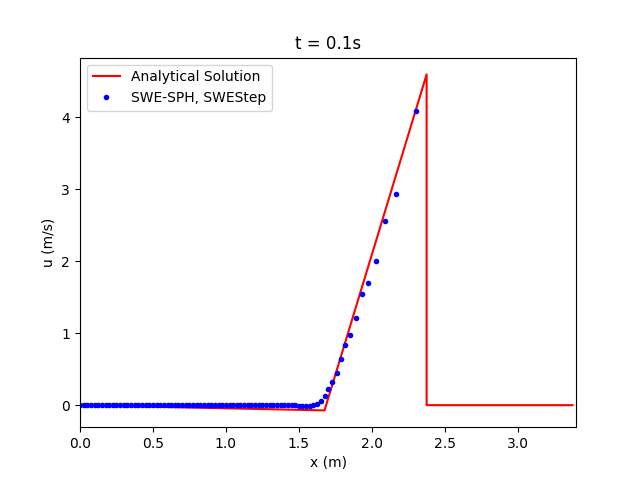 t = 0.1s
Analytical Solution
SWE-SPH, SWEStep
u (m/s)
4
3
2
1
0
0.0 0.5 1.0 1.5 2.0 2.5 3.0
x (m)